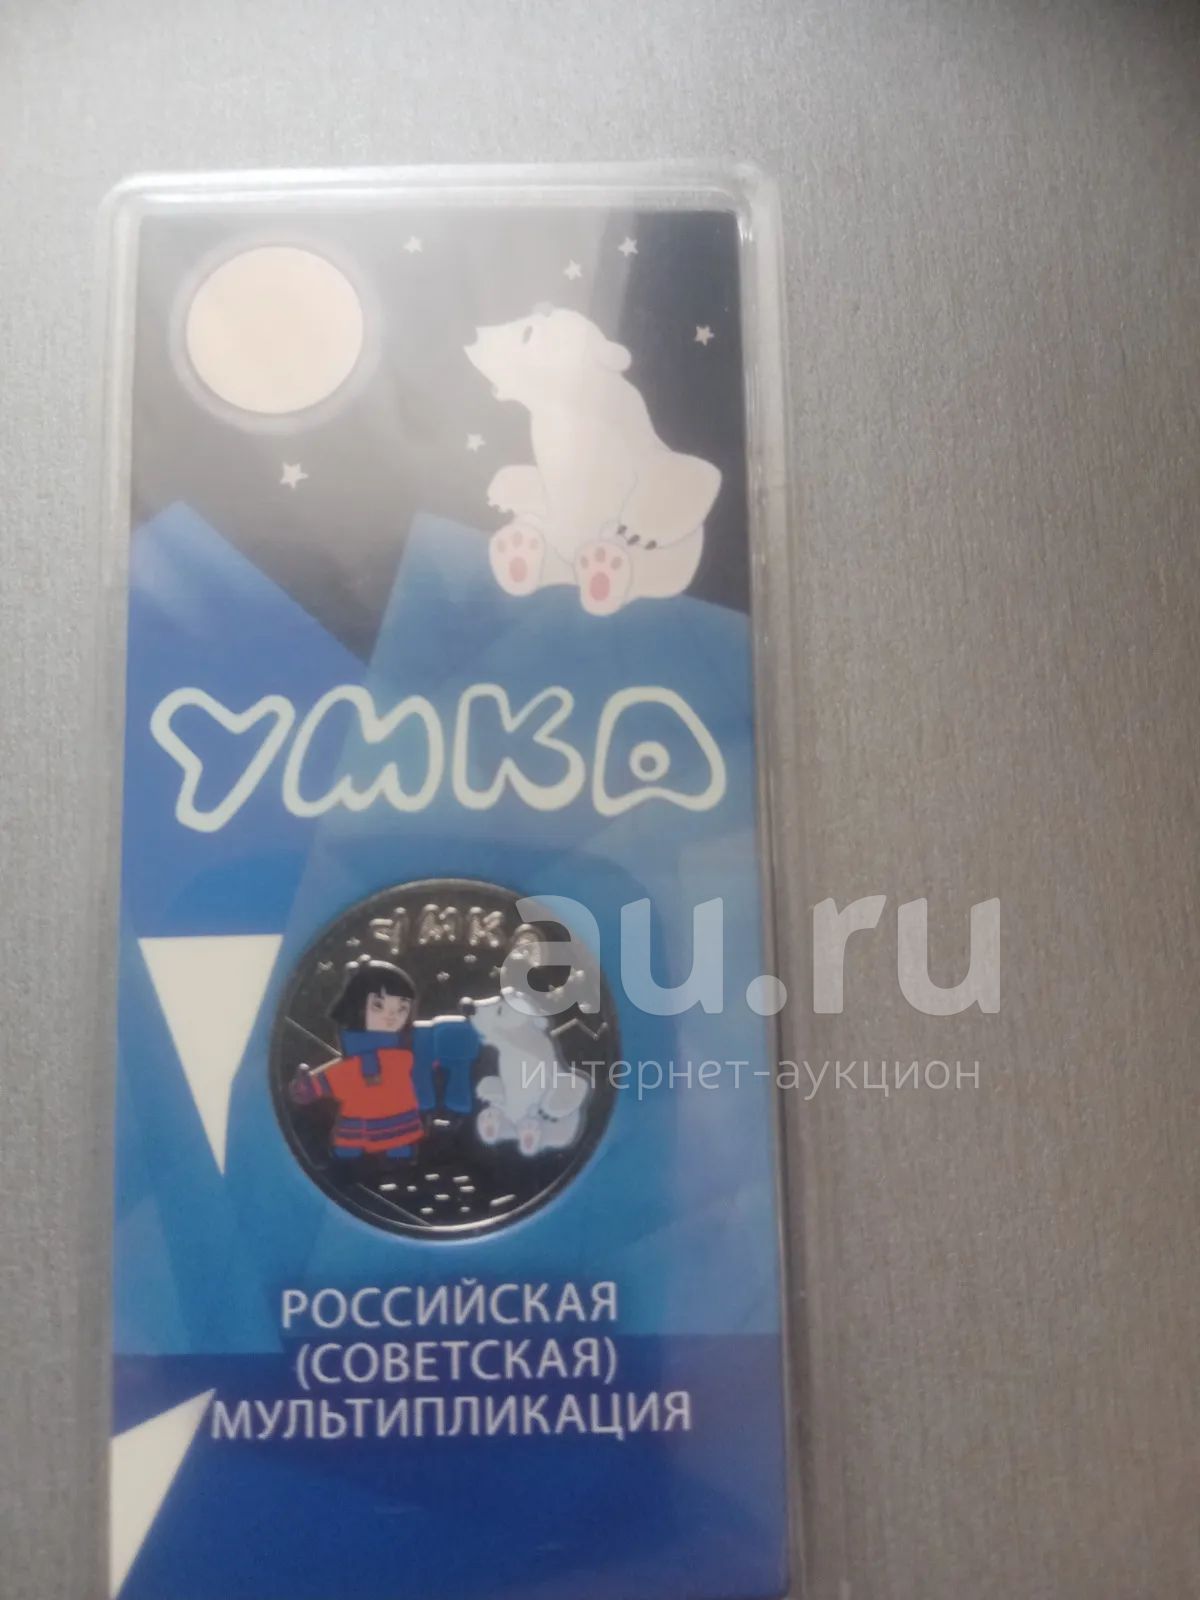 УМКА
УМКА
au.ru
интернет-аукцион
РОССИЙСКАЯ
(СОВЕТСКАЯ)
МУЛЬТИПЛИКАЦИЯ